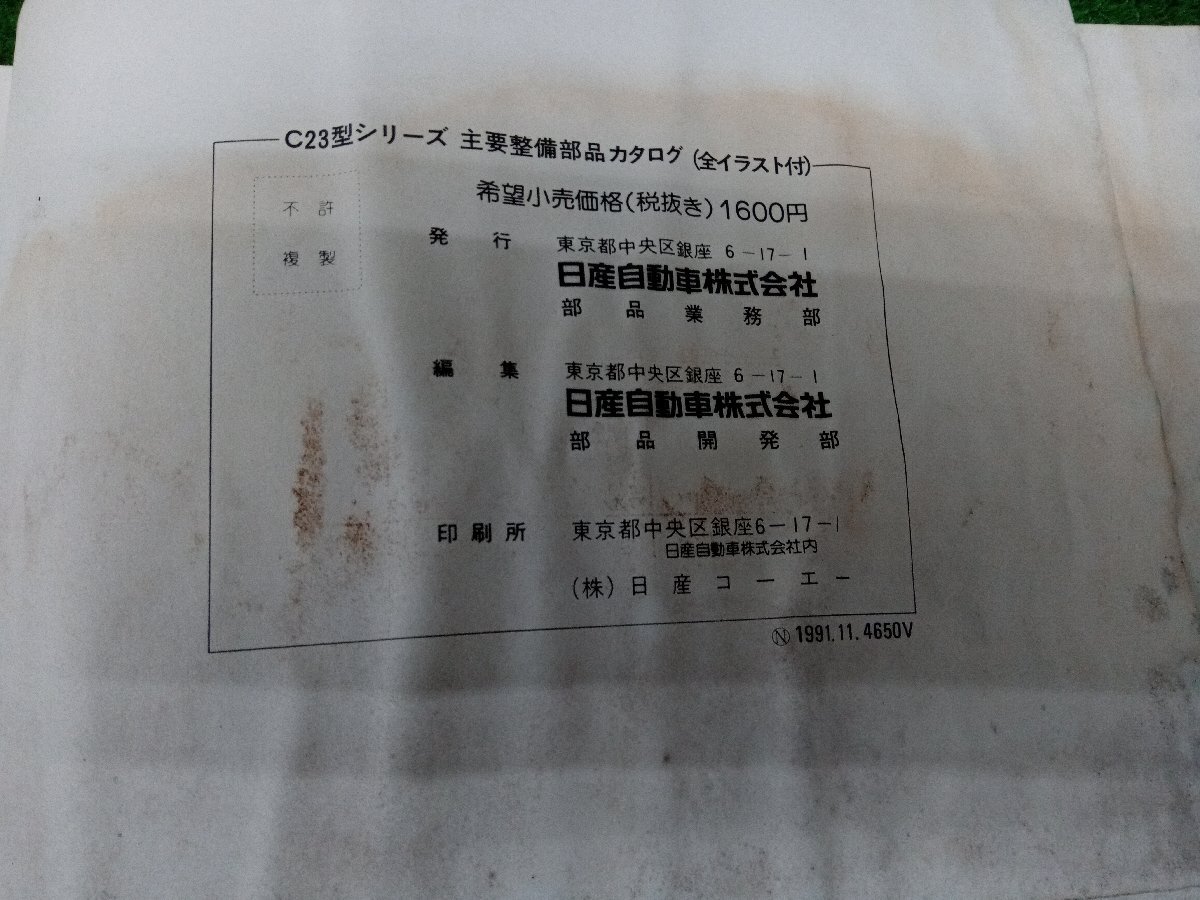 C23型シリーズ 主要整備部品カタログ (全イラスト付)
希望小売価格(税抜き) 1600円
不許
複製
発行 東京都中央区銀座 6-17-1
日産自動車株式会社
部品業務部
編集 東京都中央区銀座 6-17-1
日産自動車株式会社
部品開発部
印刷所 東京都中央区銀座6-17-1
日産自動車株式会社内
(株)日産コーエー
Ⓝ 1991.11.4650V